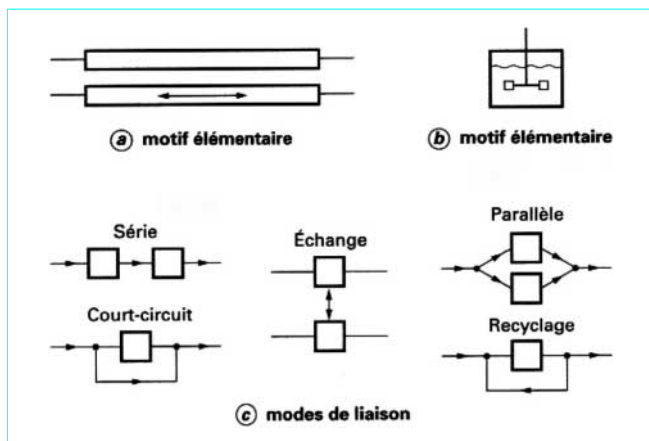 ⓐ motif élémentaire
ⓑ motif élémentaire
Série
Échange
Parallèle
Court-circuit
Recyclage
ⓒ modes de liaison